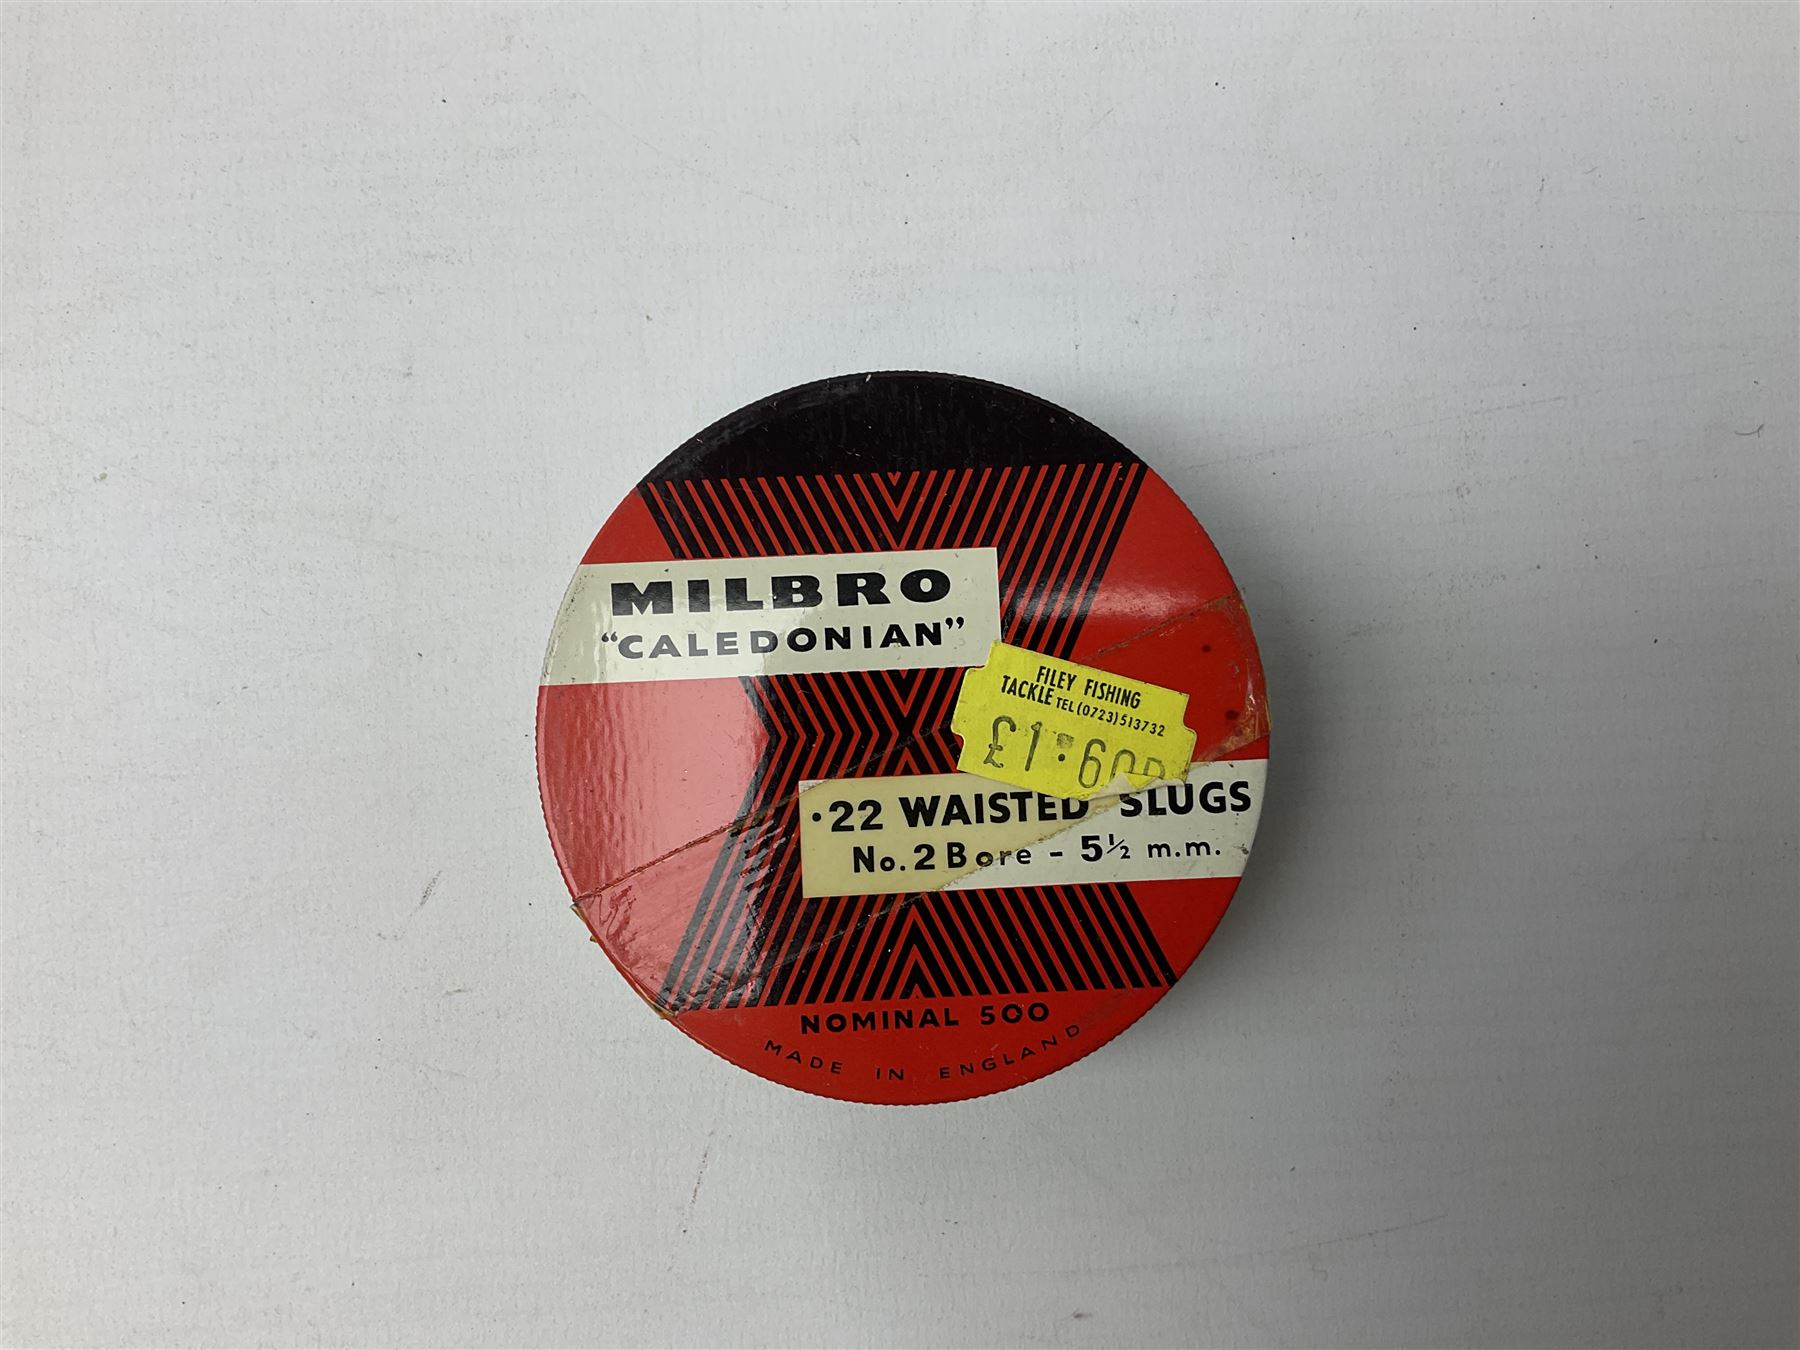 MILBRO
“CALEDONIAN”
FILEY FISHING
TACKLE TEL (0723) 513732
£1·60P
·22 WAISTED SLUGS
No. 2 Bore - 5½ m.m.
NOMINAL 500
MADE IN ENGLAND